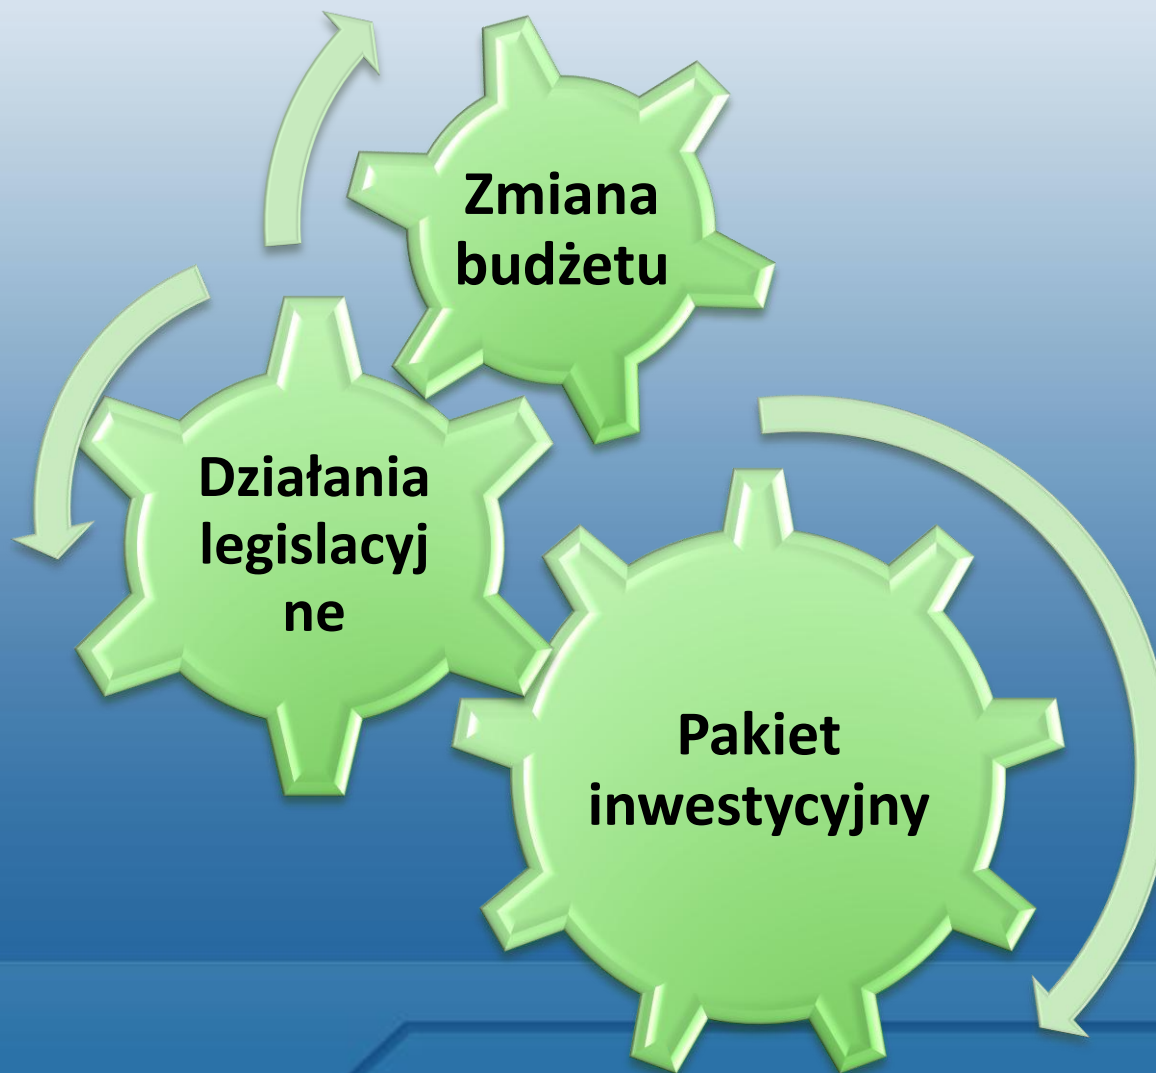 Zmiana
budżetu
Działania
legislacyj
ne
Pakiet
inwestycyjny